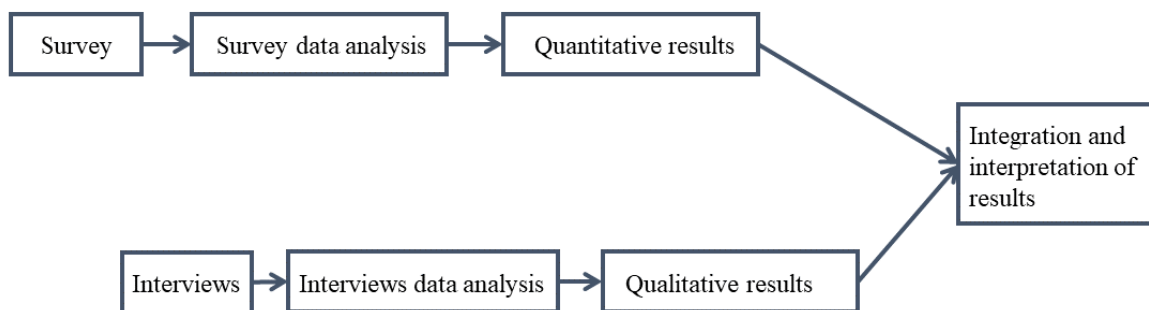 Survey
Survey data analysis
Quantitative results
Integration and
interpretation of
results
Interviews
Interviews data analysis
Qualitative results